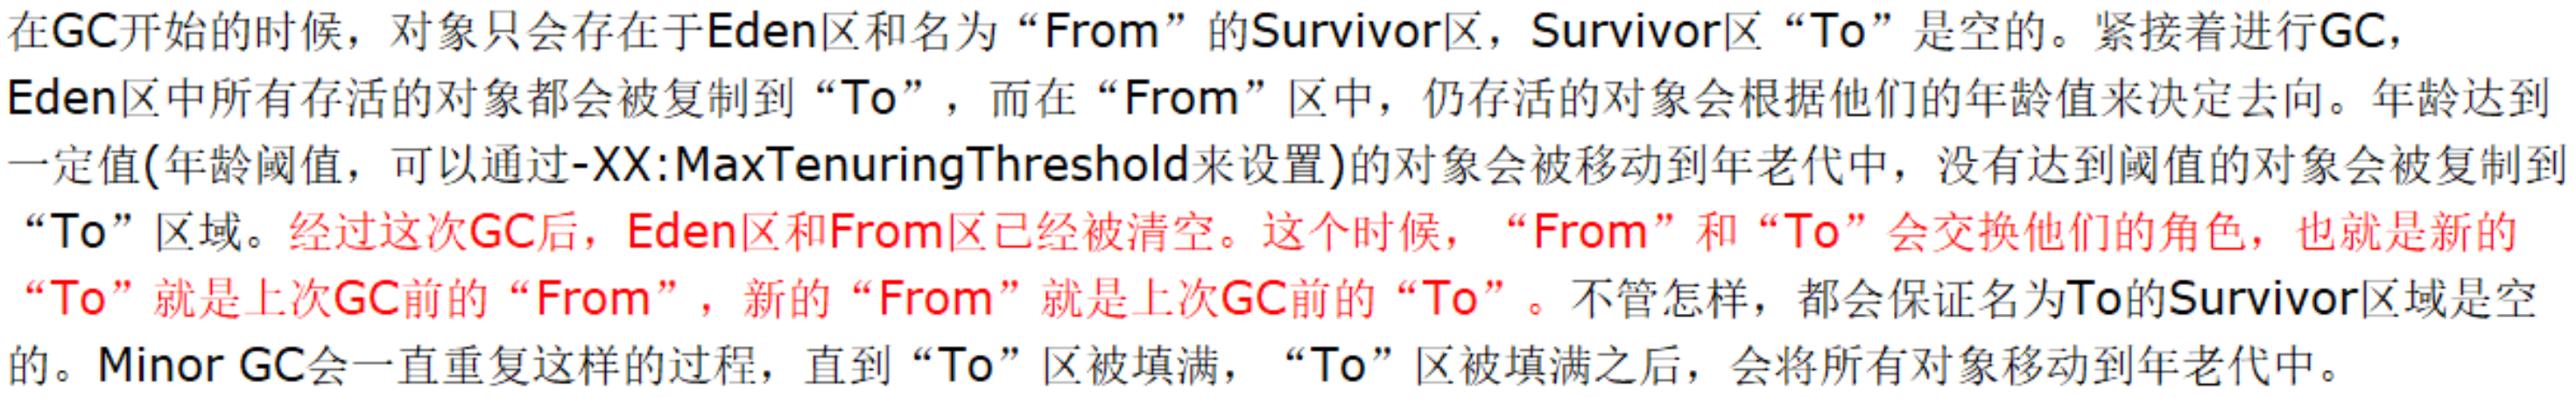 在GC开始的时候，对象只会存在于Eden区和名为“From”的Survivor区，Survivor区“To”是空的。紧接着进行GC，
Eden区中所有存活的对象都会被复制到“To”，而在“From”区中，仍存活的对象会根据他们的年龄值来决定去向。年龄达到
一定值(年龄阈值，可以通过-XX:MaxTenuringThreshold来设置)的对象会被移动到年老代中，没有达到阈值的对象会被复制到
“To”区域。经过这次GC后，Eden区和From区已经被清空。这个时候，“From”和“To”会交换他们的角色，也就是新的
“To”就是上次GC前的“From”，新的“From”就是上次GC前的“To”。不管怎样，都会保证名为To的Survivor区域是空
的。Minor GC会一直重复这样的过程，直到“To”区被填满，“To”区被填满之后，会将所有对象移动到年老代中。